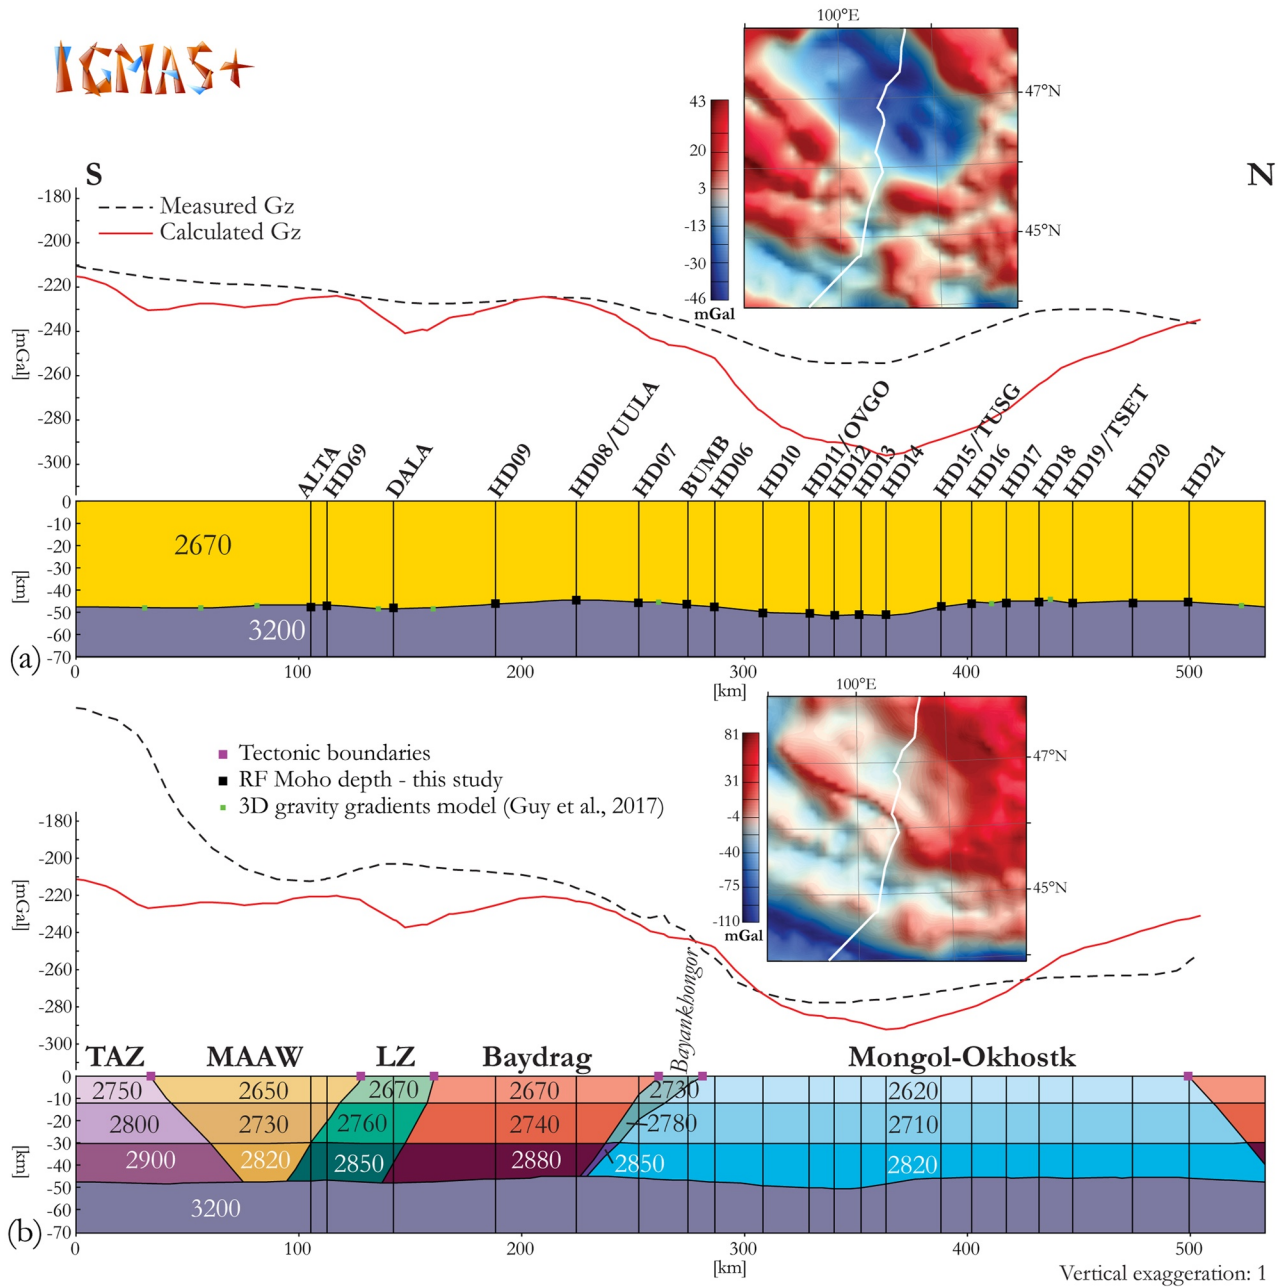 IGMAS+
100°E
47°N
45°N
43
20
3
-13
-30
-46
mGal
S
N
Measured Gz
Calculated Gz
-180
-200
-220
-240
-260
-280
-300
[mGal]
ALTA
HD69
DALA
HD09
HD08/UULA
HD07
BUMB
HD06
HD10
HD11/OVGO
HD12
HD13
HD14
HD15/TUSG
HD16
HD17
HD18
HD19/TSET
HD20
HD21
0
-10
-20
-30
-40
-50
-60
-70
[km]
2670
3200
(a)
0 100 200 300 400 500
[km]
100°E
47°N
45°N
81
31
-4
-40
-75
-110
mGal
Tectonic boundaries
RF Moho depth - this study
3D gravity gradients model (Guy et al., 2017)
-180
-200
-220
-240
-260
-280
-300
[mGal]
TAZ MAAW LZ Baydrag Bayankhongor Mongol-Okhostk
0
-10
-20
-30
-40
-50
-60
-70
[km]
2750 2650 2670 2670 2730 2620
2800 2730 2760 2740 2780 2710
2900 2820 2850 2880 2850 2820
3200
(b)
0 100 200 300 400 500
[km]
Vertical exaggeration: 1